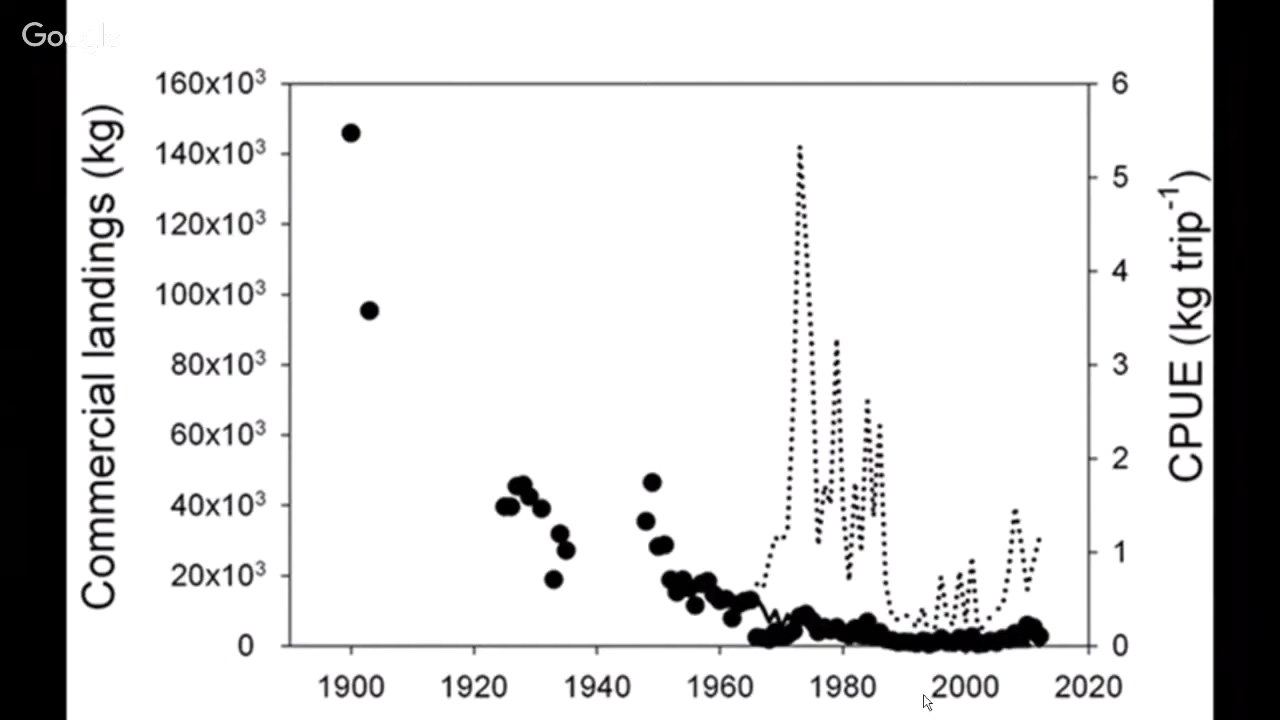 Google
160x10³
140x10³
120x10³
100x10³
80x10³
60x10³
40x10³
20x10³
0
Commercial landings (kg)
6
5
4
3
2
1
0
CPUE (kg trip⁻¹)
1900 1920 1940 1960 1980 2000 2020